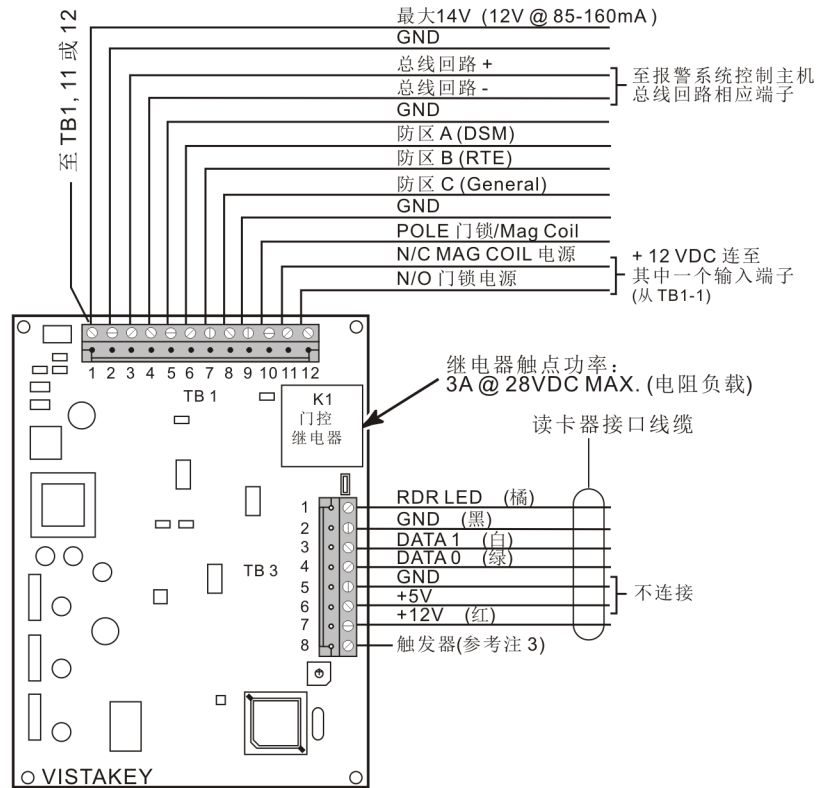 至 TB1, 11 或 12
最大14V (12V @ 85-160mA)
GND
总线回路 +
总线回路 -
至报警系统控制主机
总线回路相应端子
GND
防区 A (DSM)
防区 B (RTE)
防区 C (General)
GND
POLE 门锁/Mag Coil
N/C MAG COIL 电源
N/O 门锁电源
+ 12 VDC 连至
其中一个输入端子
(从 TB1-1)
1 2 3 4 5 6 7 8 9 10 11 12
TB 1
K1
门控
继电器
继电器触点功率:
3A @ 28VDC MAX. (电阻负载)
读卡器接口线缆
TB 3
1 RDR LED (橘)
2 GND (黑)
3 DATA 1 (白)
4 DATA 0 (绿)
5 GND
6 +5V
7 +12V (红)
8 触发器(参考注 3)
不连接
VISTAKEY